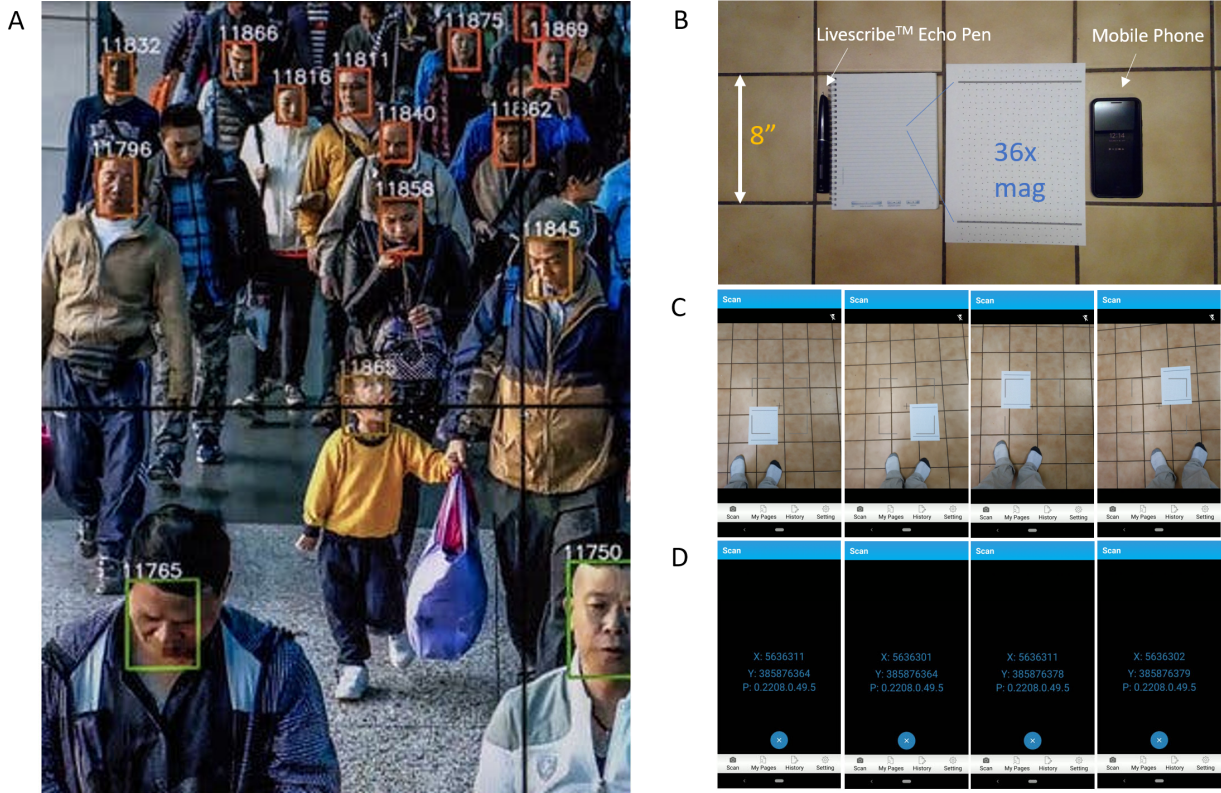 A
11832
11866
11875
11869
11816
11811
11840
11862
11796
11858
11845
11865
11765
11750
B
Livescribe™ Echo Pen
Mobile Phone
8″
36x
mag
12:14
C
Scan
Scan
Scan
Scan
Scan My Pages History Setting
Scan My Pages History Setting
Scan My Pages History Setting
Scan My Pages History Setting
D
Scan
Scan
Scan
Scan
X: 5636311
Y: 385876364
P: 0.2208.0.49.5
X: 5636301
Y: 385876364
P: 0.2208.0.49.5
X: 5636311
Y: 385876378
P: 0.2208.0.49.5
X: 5636302
Y: 385876379
P: 0.2208.0.49.5
Scan My Pages History Setting
Scan My Pages History Setting
Scan My Pages History Setting
Scan My Pages History Setting